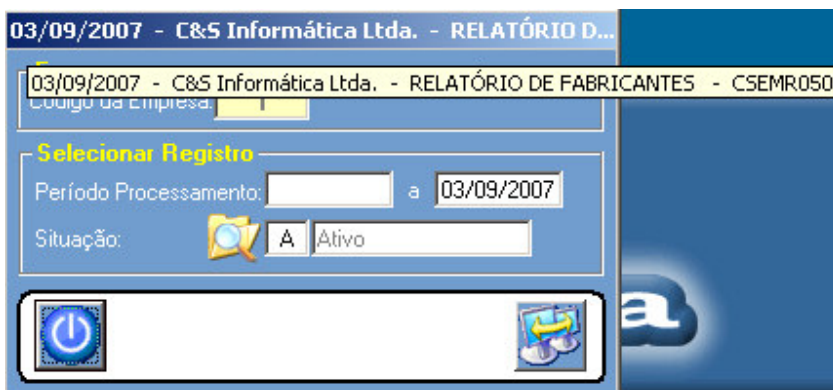 03/09/2007 - C&S Informática Ltda. - RELATÓRIO D...
03/09/2007 - C&S Informática Ltda. - RELATÓRIO DE FABRICANTES - CSEMR050
Código da Empresa:
Selecionar Registro
Período Processamento: a 03/09/2007
Situação: A Ativo
a